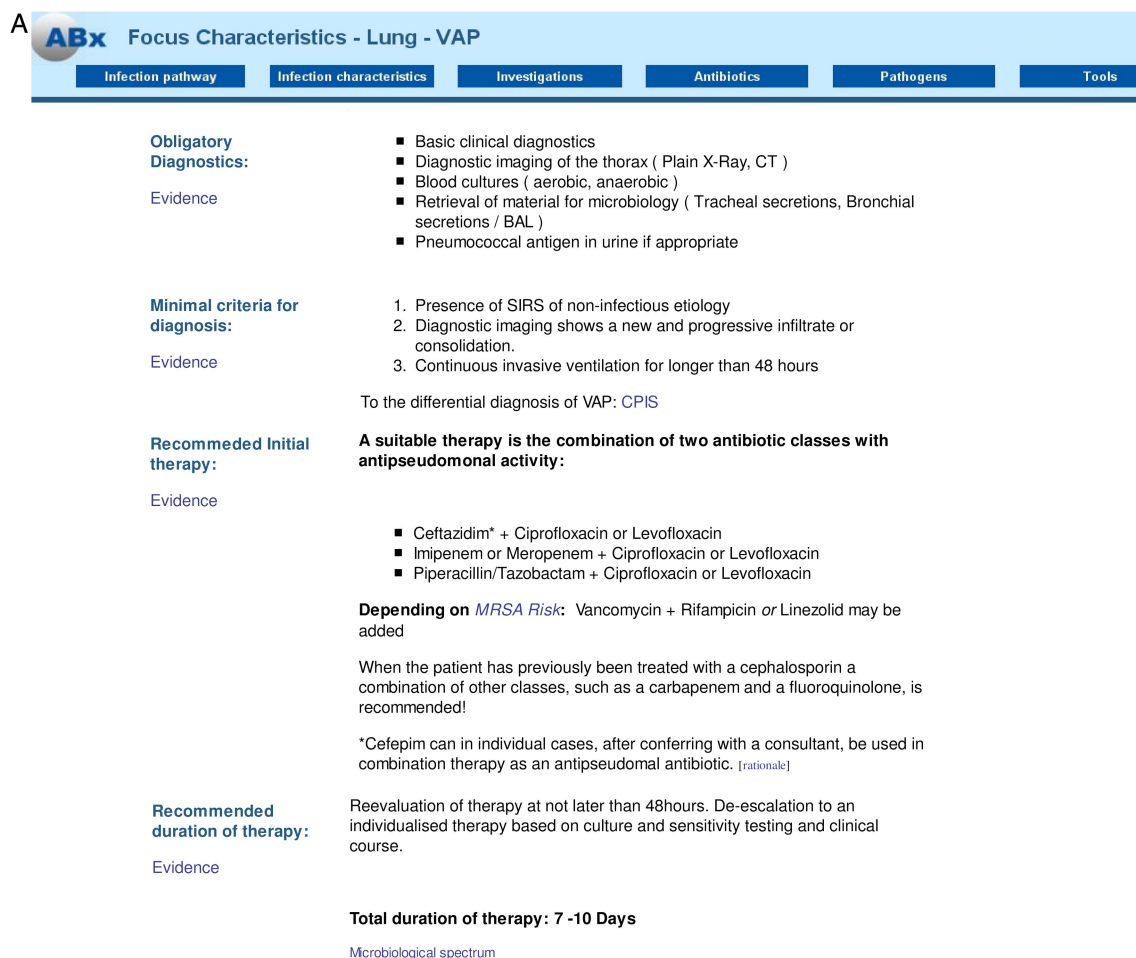 A
ABx Focus Characteristics - Lung - VAP
Infection pathway Infection characteristics Investigations Antibiotics Pathogens Tools
Obligatory
Diagnostics:
Evidence
■ Basic clinical diagnostics
■ Diagnostic imaging of the thorax ( Plain X-Ray, CT )
■ Blood cultures ( aerobic, anaerobic )
■ Retrieval of material for microbiology ( Tracheal secretions, Bronchial
secretions / BAL )
■ Pneumococcal antigen in urine if appropriate
Minimal criteria for
diagnosis:
Evidence
1. Presence of SIRS of non-infectious etiology
2. Diagnostic imaging shows a new and progressive infiltrate or
consolidation.
3. Continuous invasive ventilation for longer than 48 hours
To the differential diagnosis of VAP: CPIS
Recommeded Initial
therapy:
Evidence
A suitable therapy is the combination of two antibiotic classes with
antipseudomonal activity:
■ Ceftazidim* + Ciprofloxacin or Levofloxacin
■ Imipenem or Meropenem + Ciprofloxacin or Levofloxacin
■ Piperacillin/Tazobactam + Ciprofloxacin or Levofloxacin
Depending on MRSA Risk: Vancomycin + Rifampicin or Linezolid may be
added
When the patient has previously been treated with a cephalosporin a
combination of other classes, such as a carbapenem and a fluoroquinolone, is
recommended!
*Cefepim can in individual cases, after conferring with a consultant, be used in
combination therapy as an antipseudomal antibiotic. [rationale]
Recommended
duration of therapy:
Evidence
Reevaluation of therapy at not later than 48hours. De-escalation to an
individualised therapy based on culture and sensitivity testing and clinical
course.
Total duration of therapy: 7 -10 Days
Microbiological spectrum